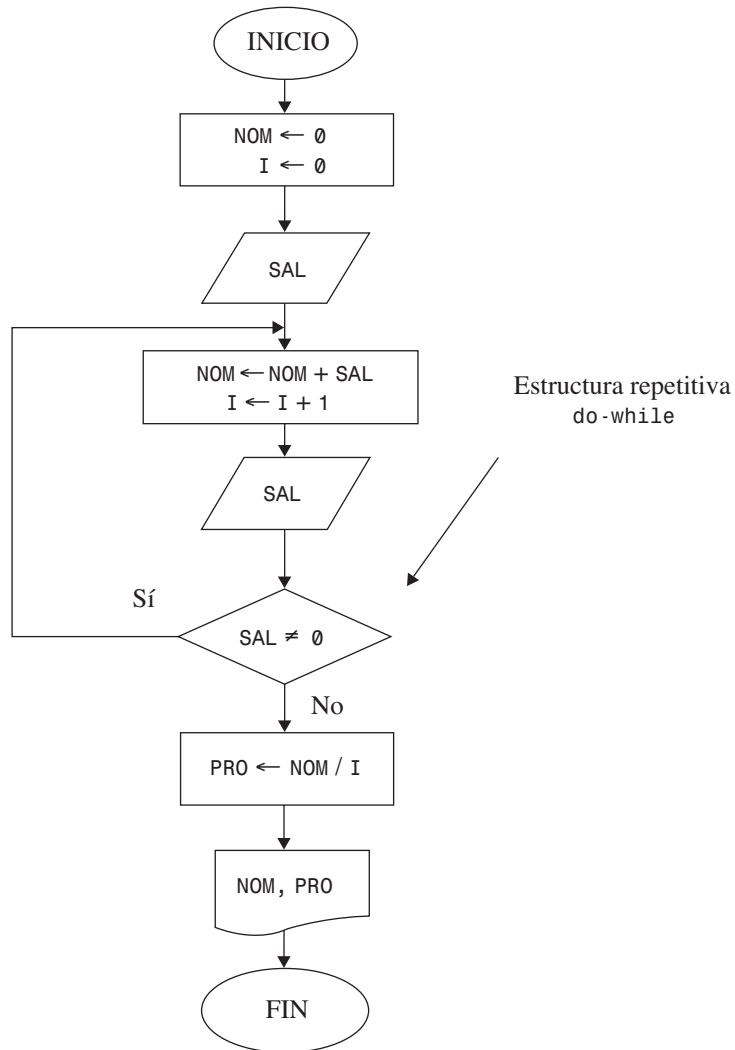 INICIO
NOM ← 0
I ← 0
SAL
NOM ← NOM + SAL
I ← I + 1
Estructura repetitiva
do-while
SAL
Sí
SAL ≠ 0
No
PRO ← NOM / I
NOM, PRO
FIN